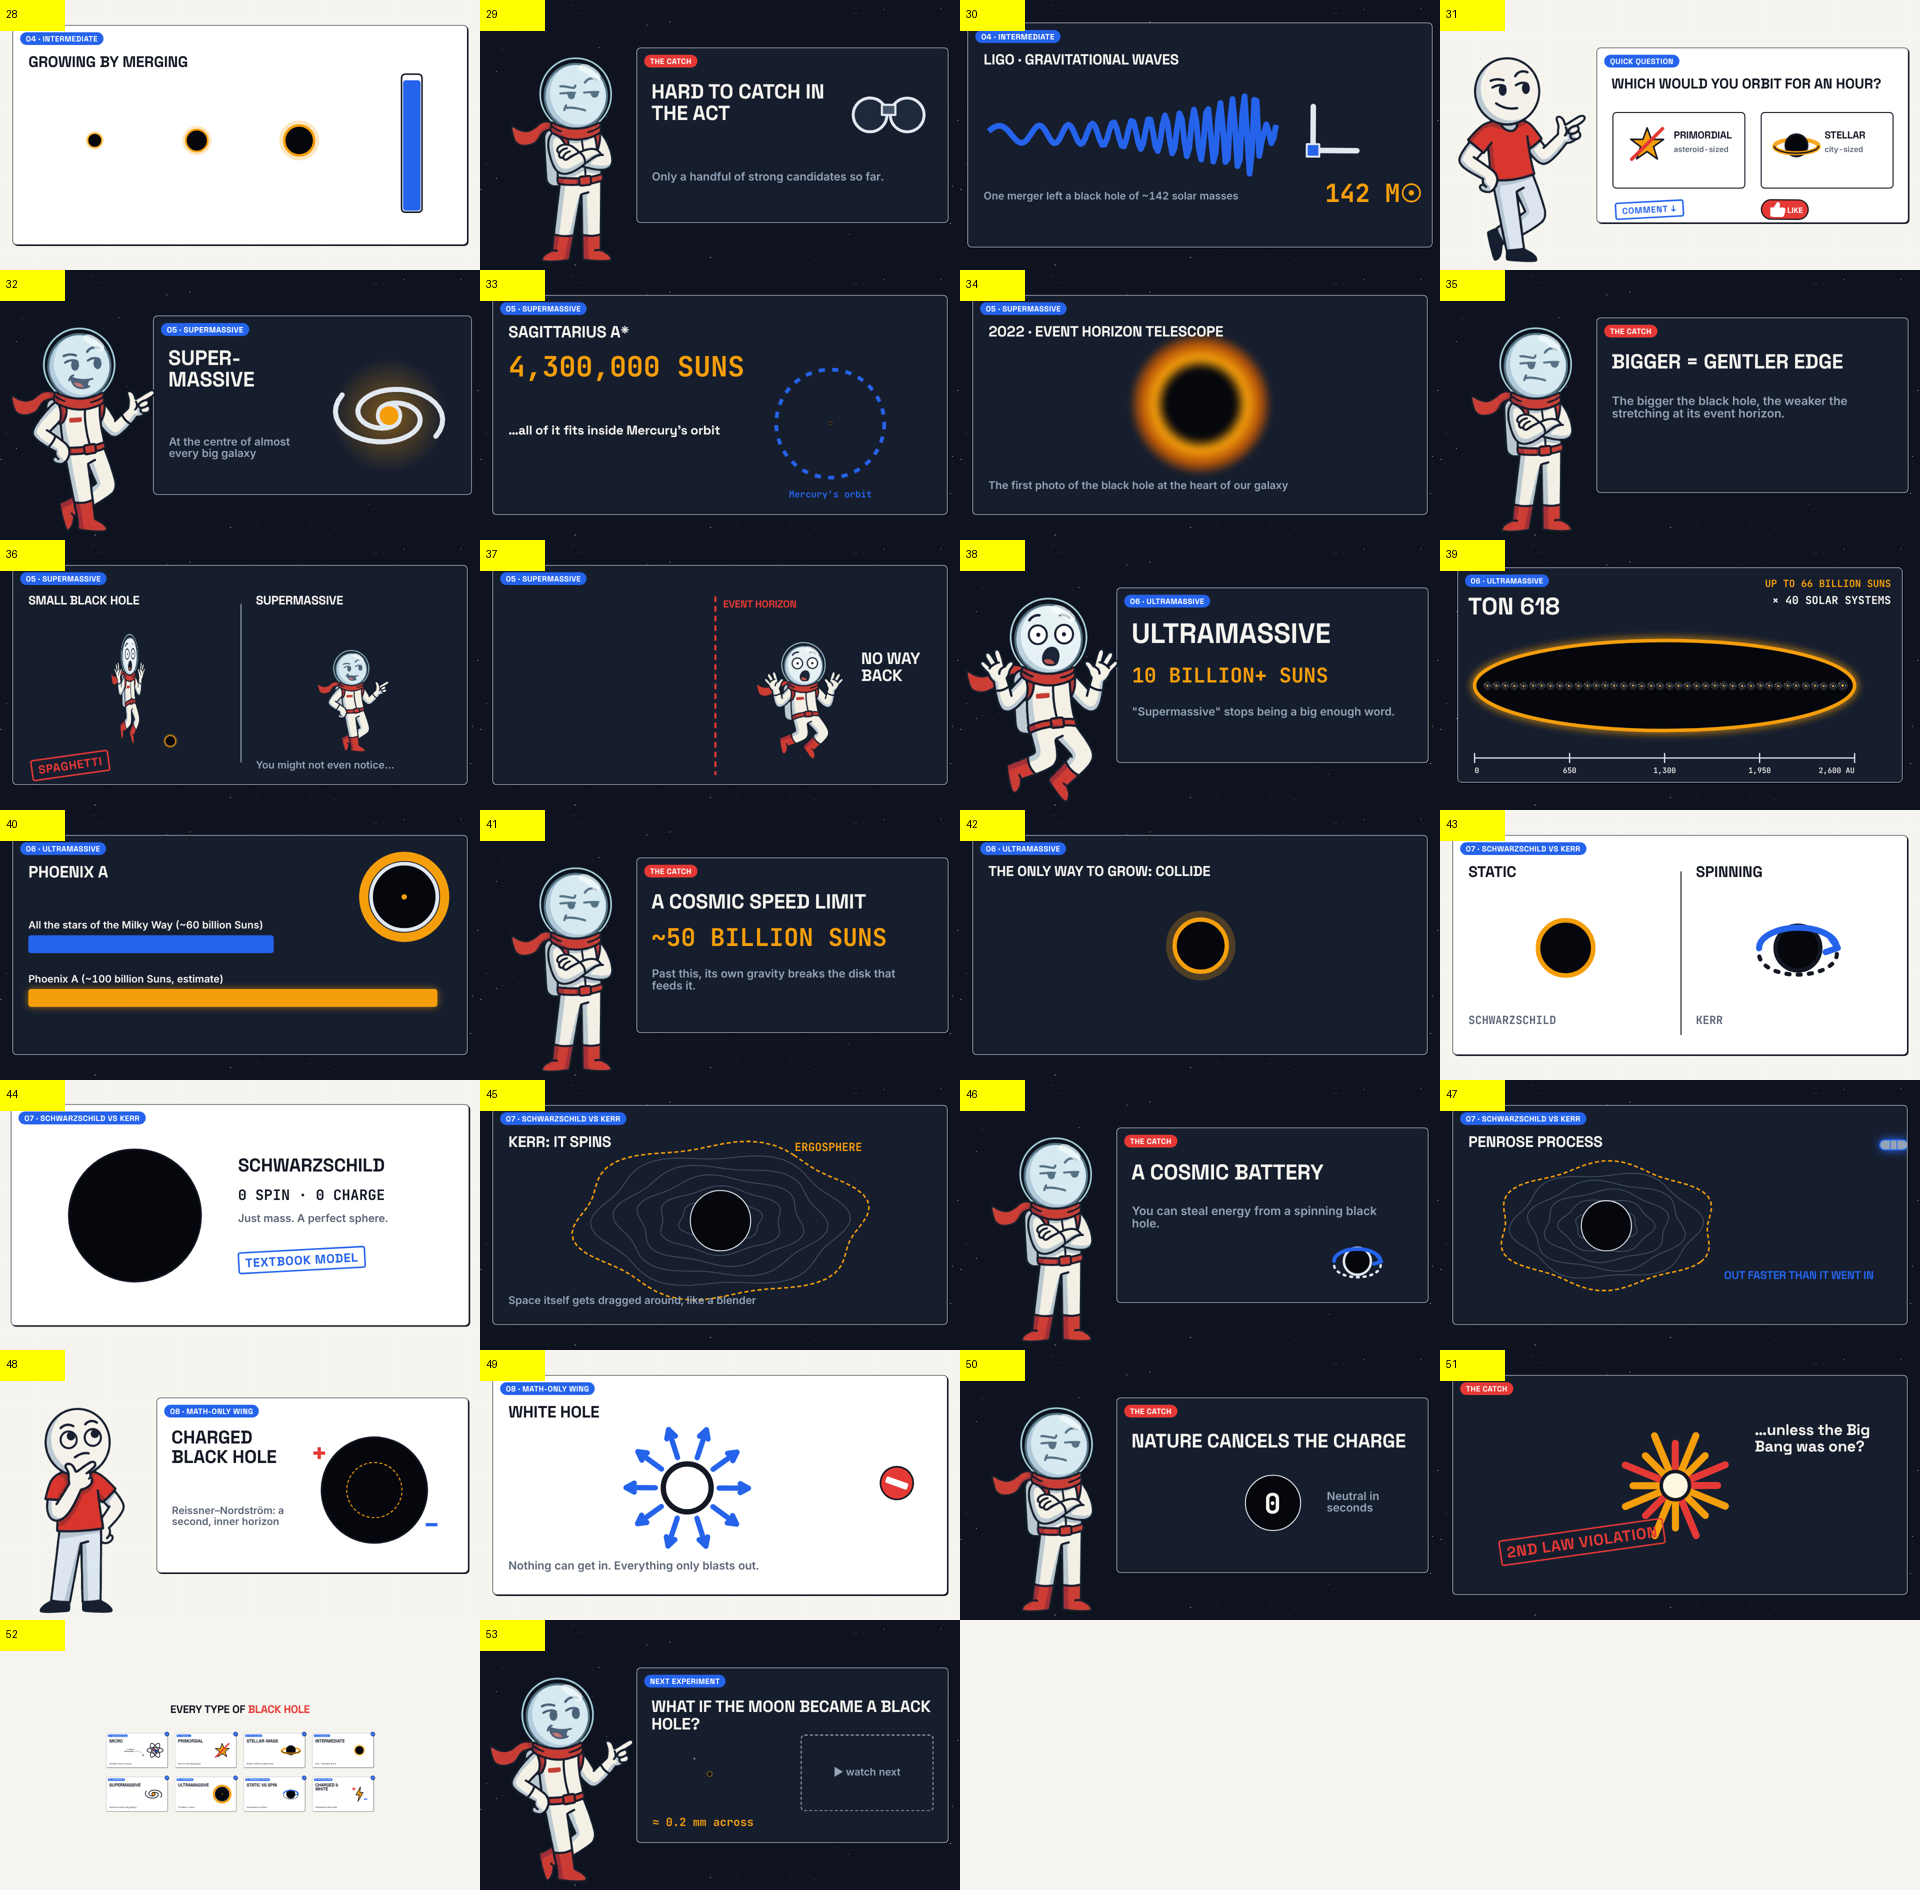 28
04 · INTERMEDIATE
GROWING BY MERGING
29
THE CATCH
HARD TO CATCH IN
THE ACT
Only a handful of strong candidates so far.
30
04 · INTERMEDIATE
LIGO · GRAVITATIONAL WAVES
One merger left a black hole of ~142 solar masses
142 M☉
31
QUICK QUESTION
WHICH WOULD YOU ORBIT FOR AN HOUR?
PRIMORDIAL
asteroid-sized
STELLAR
city-sized
COMMENT ↓
LIKE
32
05 · SUPERMASSIVE
SUPER-
MASSIVE
At the centre of almost
every big galaxy
33
05 · SUPERMASSIVE
SAGITTARIUS A*
4,300,000 SUNS
...all of it fits inside Mercury's orbit
Mercury's orbit
34
05 · SUPERMASSIVE
2022 · EVENT HORIZON TELESCOPE
The first photo of the black hole at the heart of our galaxy
35
THE CATCH
BIGGER = GENTLER EDGE
The bigger the black hole, the weaker the
stretching at its event horizon.
36
05 · SUPERMASSIVE
SMALL BLACK HOLE
SUPERMASSIVE
SPAGHETTI
You might not even notice...
37
05 · SUPERMASSIVE
EVENT HORIZON
NO WAY
BACK
38
06 · ULTRAMASSIVE
ULTRAMASSIVE
10 BILLION+ SUNS
"Supermassive" stops being a big enough word.
39
06 · ULTRAMASSIVE
UP TO 66 BILLION SUNS
× 40 SOLAR SYSTEMS
TON 618
0 650 1,300 1,950 2,600 AU
40
06 · ULTRAMASSIVE
PHOENIX A
All the stars of the Milky Way (~60 billion Suns)
Phoenix A (~100 billion Suns, estimate)
41
THE CATCH
A COSMIC SPEED LIMIT
~50 BILLION SUNS
Past this, its own gravity breaks the disk that
feeds it.
42
06 · ULTRAMASSIVE
THE ONLY WAY TO GROW: COLLIDE
43
07 · SCHWARZSCHILD VS KERR
STATIC
SPINNING
SCHWARZSCHILD
KERR
44
07 · SCHWARZSCHILD VS KERR
SCHWARZSCHILD
0 SPIN · 0 CHARGE
Just mass. A perfect sphere.
TEXTBOOK MODEL
45
07 · SCHWARZSCHILD VS KERR
KERR: IT SPINS
ERGOSPHERE
Space itself gets dragged around, like a blender
46
THE CATCH
A COSMIC BATTERY
You can steal energy from a spinning black
hole.
47
07 · SCHWARZSCHILD VS KERR
PENROSE PROCESS
OUT FASTER THAN IT WENT IN
48
08 · MATH-ONLY WING
CHARGED
BLACK HOLE
+
−
Reissner–Nordström: a
second, inner horizon
49
08 · MATH-ONLY WING
WHITE HOLE
Nothing can get in. Everything only blasts out.
50
THE CATCH
NATURE CANCELS THE CHARGE
0
Neutral in
seconds
51
THE CATCH
...unless the Big
Bang was one?
2ND LAW VIOLATION
52
EVERY TYPE OF BLACK HOLE
MICRO
PRIMORDIAL
STELLAR-MASS
INTERMEDIATE
SUPERMASSIVE
ULTRAMASSIVE
STATIC VS SPIN
CHARGED &
WHITE
53
NEXT EXPERIMENT
WHAT IF THE MOON BECAME A BLACK
HOLE?
▶ watch next
≈ 0.2 mm across